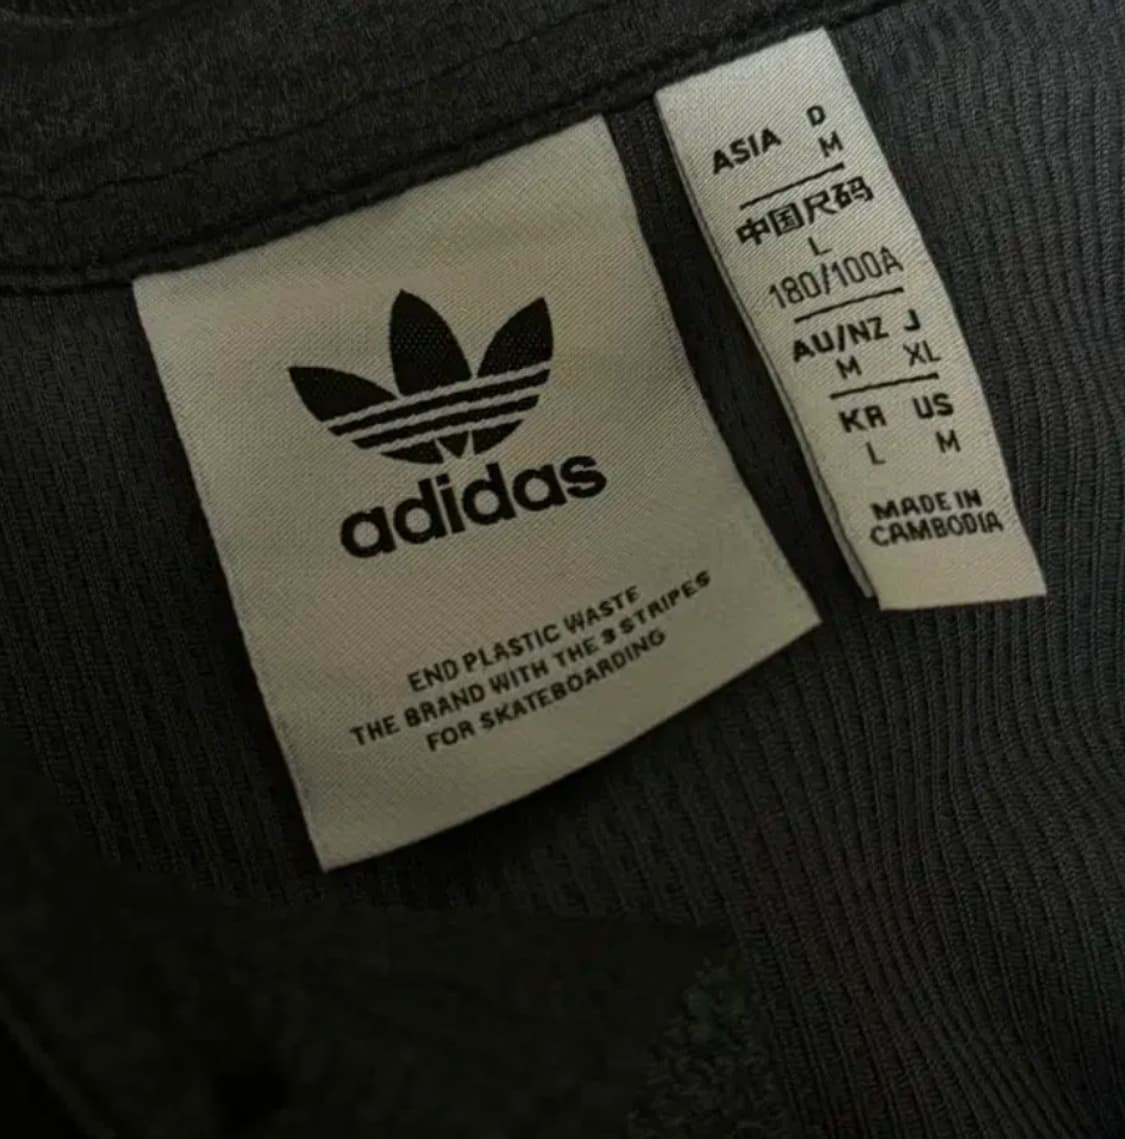 adidas
END PLASTIC WASTE
THE BRAND WITH THE 3 STRIPES
FOR SKATEBOARDING
ASIA D
M
中国尺码
L
180/100A
AU/NZ J
M XL
KR US
L M
MADE IN
CAMBODIA